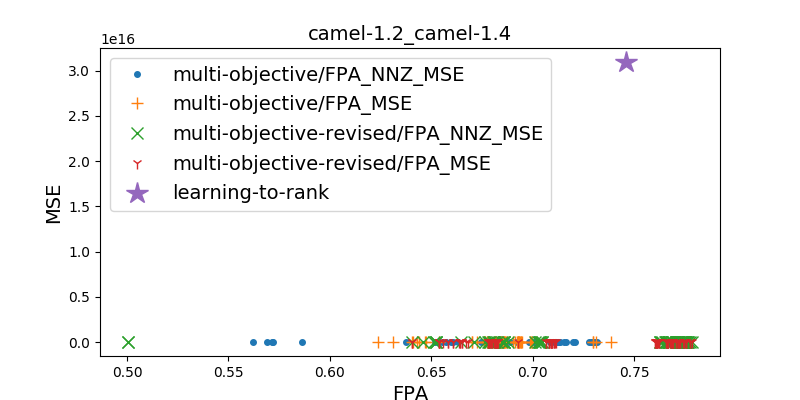 camel-1.2_camel-1.4
1e16
multi-objective/FPA_NNZ_MSE
multi-objective/FPA_MSE
multi-objective-revised/FPA_NNZ_MSE
multi-objective-revised/FPA_MSE
learning-to-rank
MSE
3.0
2.5
2.0
1.5
1.0
0.5
0.0
0.50 0.55 0.60 0.65 0.70 0.75
FPA